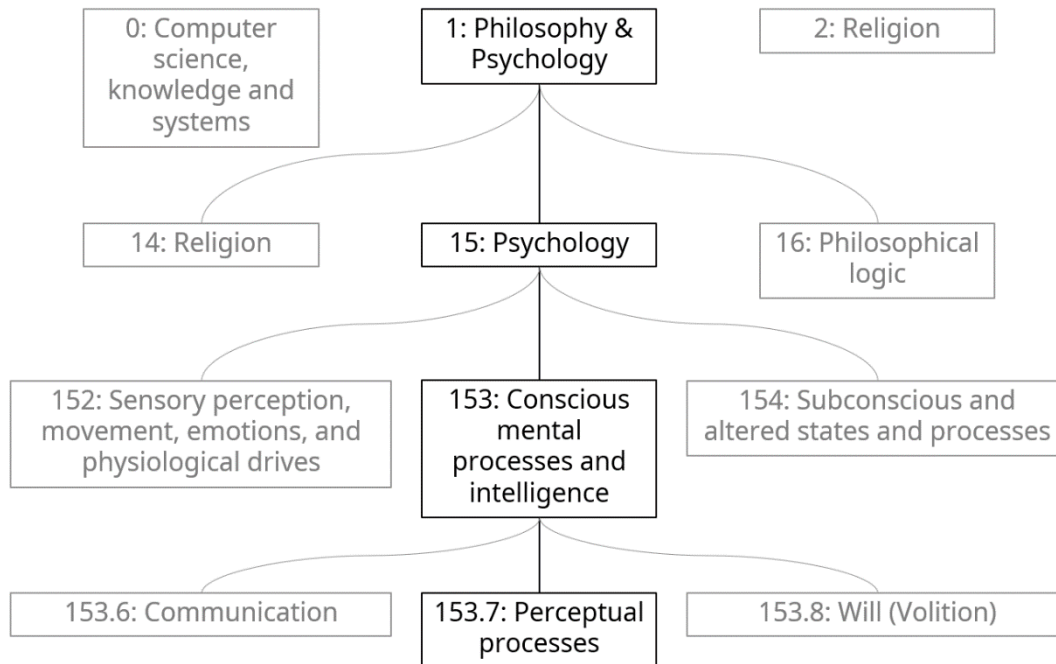 0: Computer
science,
knowledge and
systems
1: Philosophy &
Psychology
2: Religion
14: Religion
15: Psychology
16: Philosophical
logic
152: Sensory perception,
movement, emotions, and
physiological drives
153: Conscious
mental
processes and
intelligence
154: Subconscious and
altered states and processes
153.6: Communication
153.7: Perceptual
processes
153.8: Will (Volition)